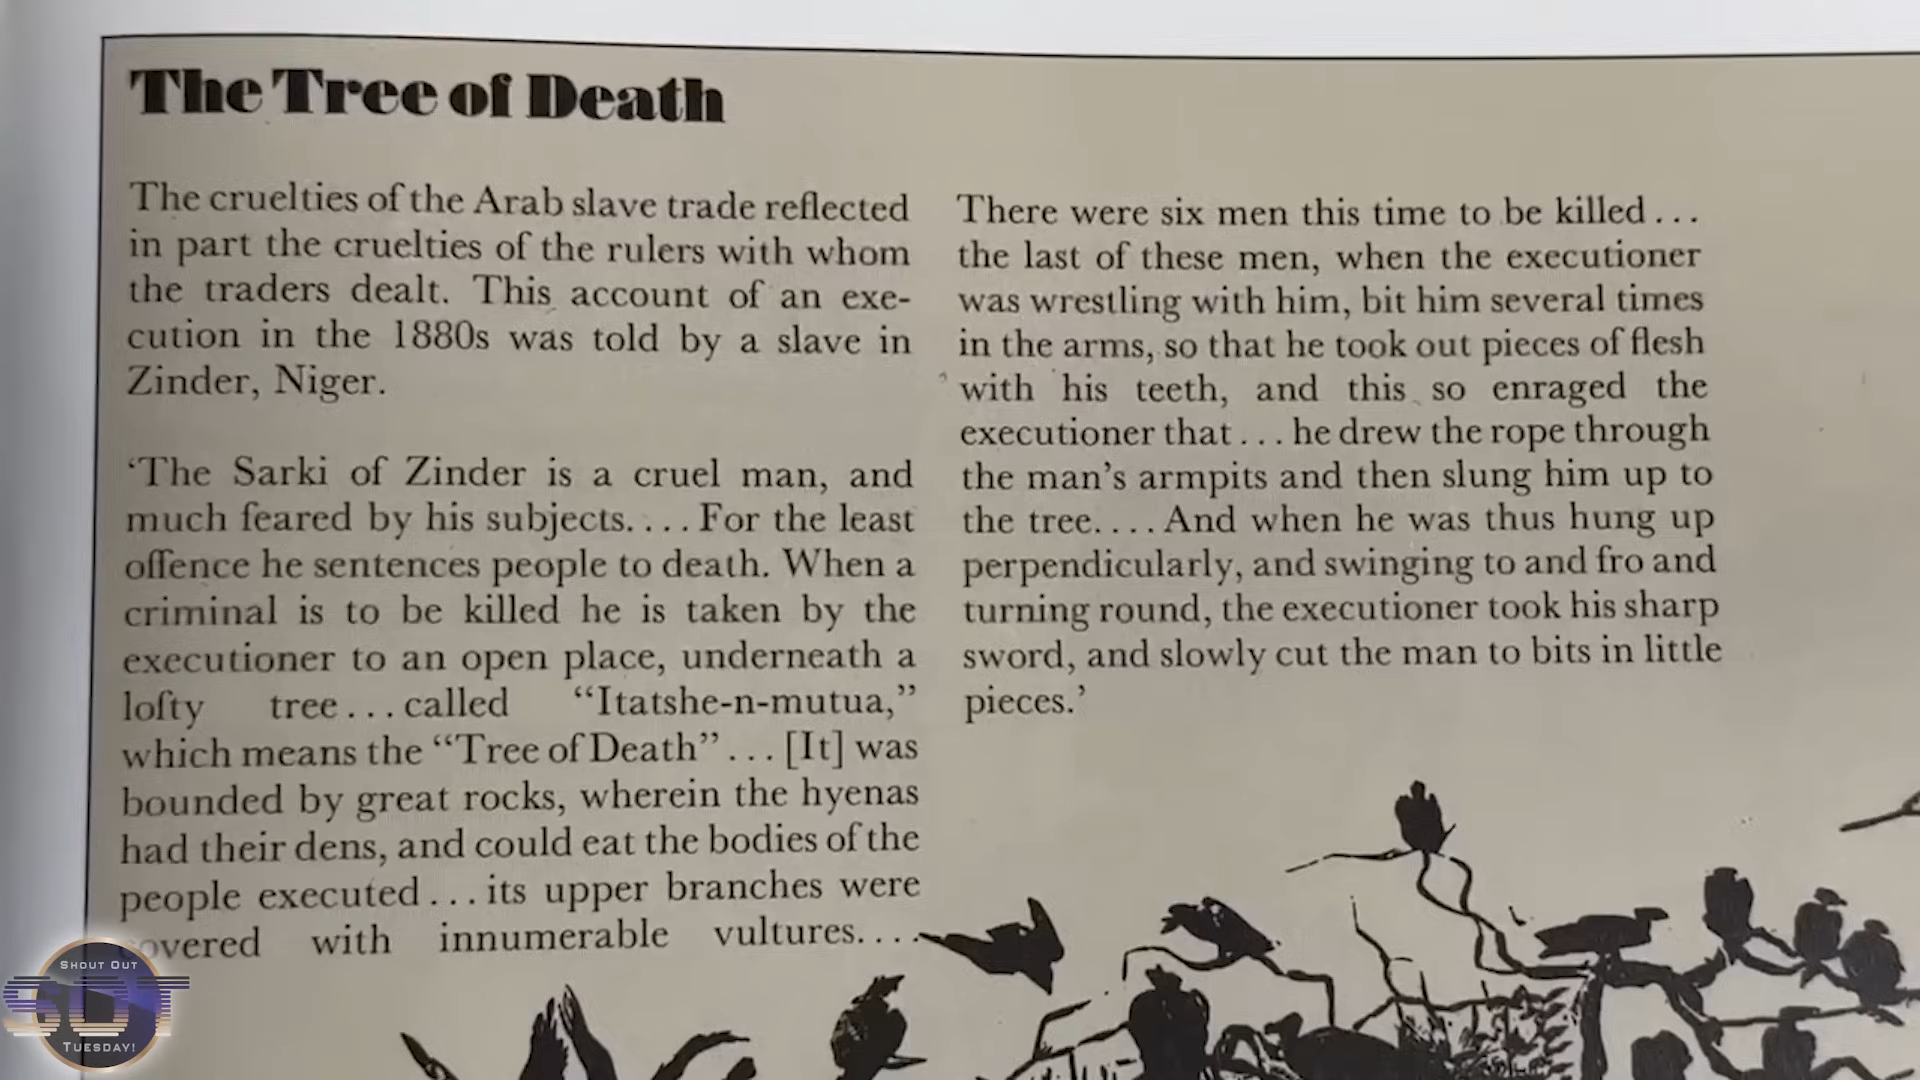 The Tree of Death
The cruelties of the Arab slave trade reflected
in part the cruelties of the rulers with whom
the traders dealt. This account of an exe-
cution in the 1880s was told by a slave in
Zinder, Niger.
‘The Sarki of Zinder is a cruel man, and
much feared by his subjects.... For the least
offence he sentences people to death. When a
criminal is to be killed he is taken by the
executioner to an open place, underneath a
lofty tree... called “Itatshe-n-mutua,”
which means the “Tree of Death”... [It] was
bounded by great rocks, wherein the hyenas
had their dens, and could eat the bodies of the
people executed... its upper branches were
covered with innumerable vultures....
There were six men this time to be killed...
the last of these men, when the executioner
was wrestling with him, bit him several times
in the arms, so that he took out pieces of flesh
with his teeth, and this so enraged the
executioner that... he drew the rope through
the man’s armpits and then slung him up to
the tree.... And when he was thus hung up
perpendicularly, and swinging to and fro and
turning round, the executioner took his sharp
sword, and slowly cut the man to bits in little
pieces.’
SHOUT OUT
SOT
TUESDAY!